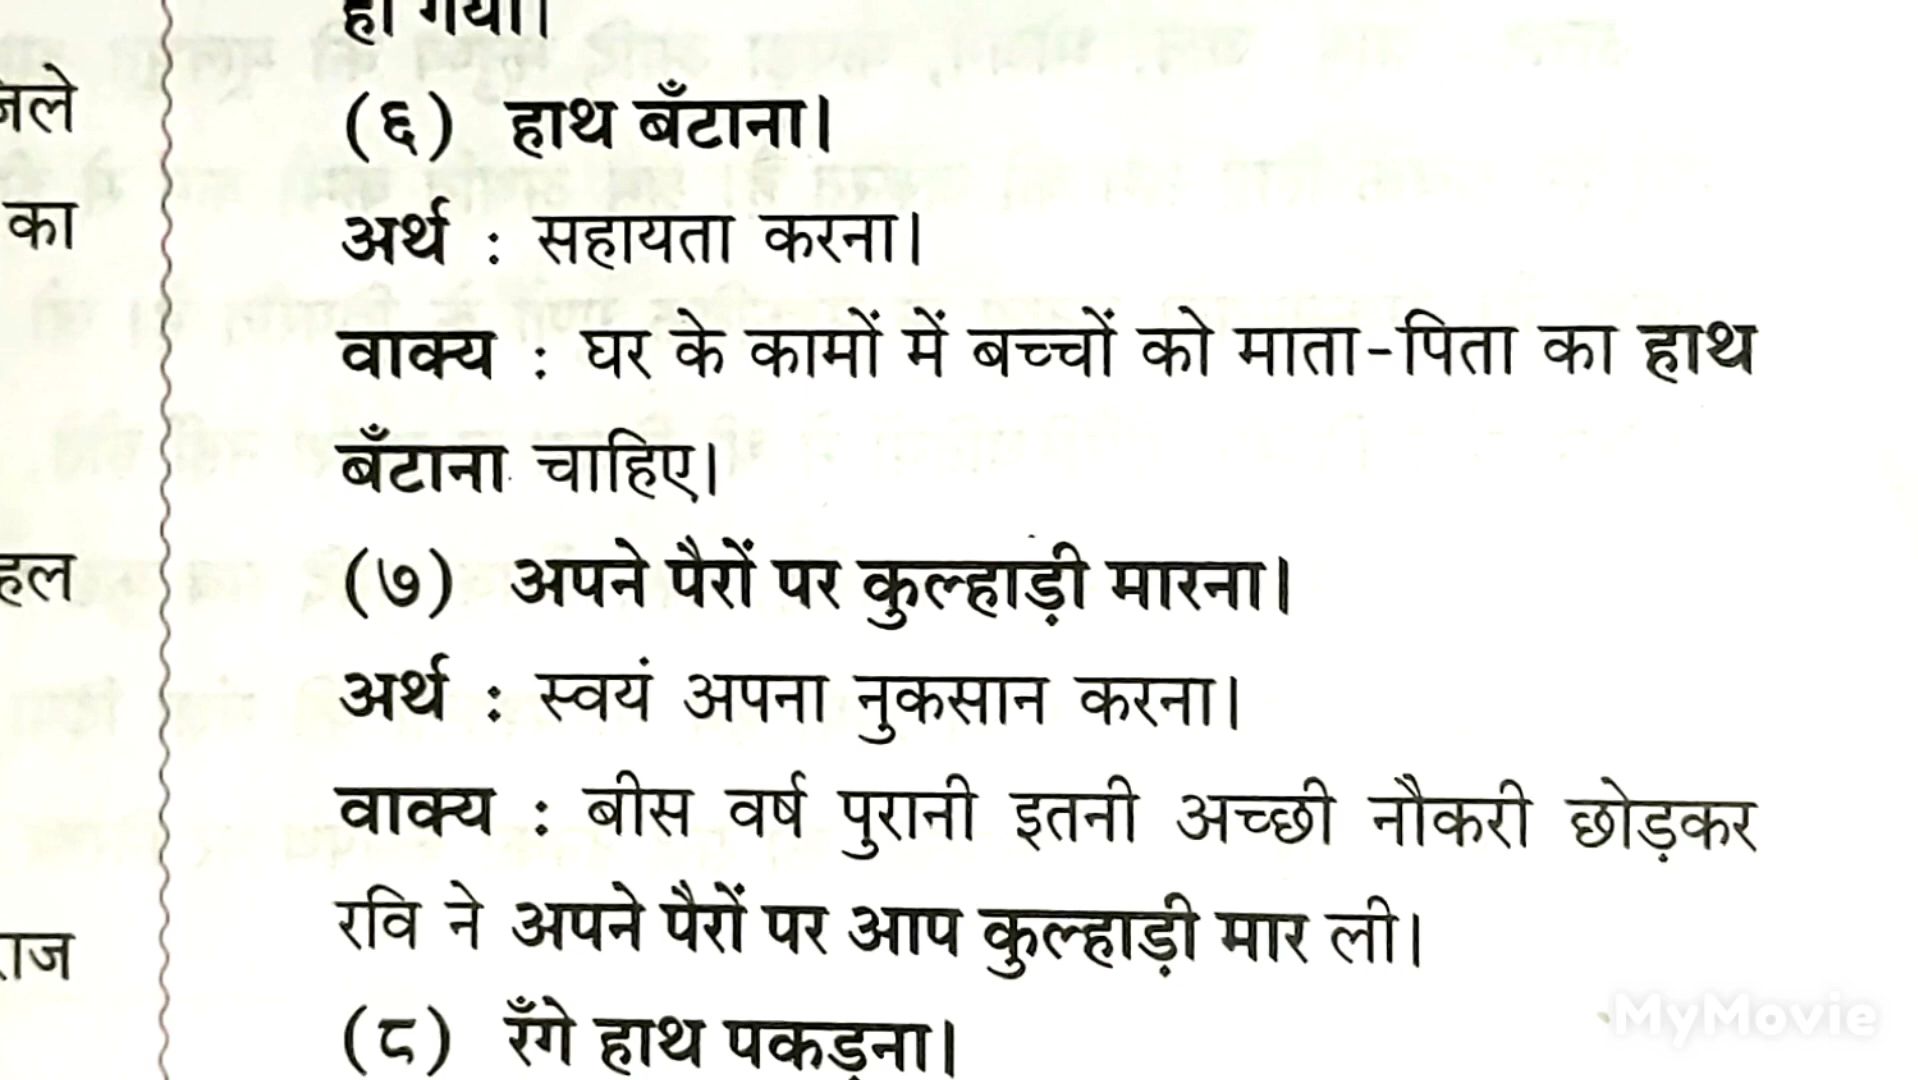 हो गया।
(६) हाथ बँटाना।
अर्थ : सहायता करना।
वाक्य : घर के कामों में बच्चों को माता-पिता का हाथ
बँटाना चाहिए।
(७) अपने पैरों पर कुल्हाड़ी मारना।
अर्थ : स्वयं अपना नुकसान करना।
वाक्य : बीस वर्ष पुरानी इतनी अच्छी नौकरी छोड़कर
रवि ने अपने पैरों पर आप कुल्हाड़ी मार ली।
(८) रँगे हाथ पकड़ना।
का
MyMovie